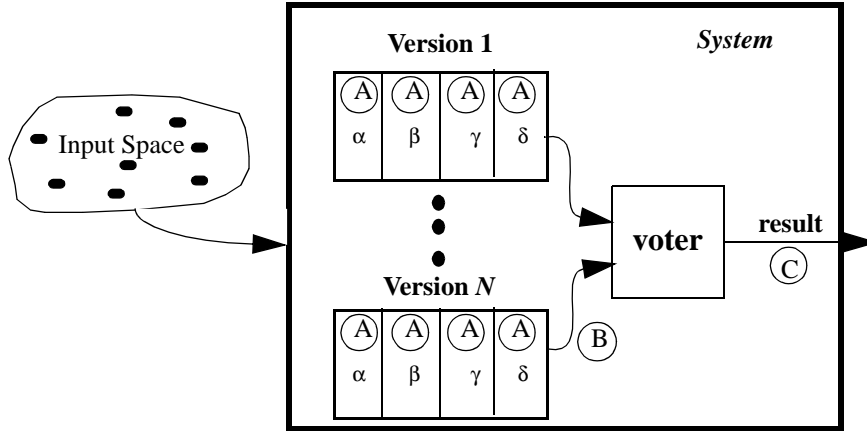 System
Version 1
A A A A
α β γ δ
Input Space
voter
result
C
Version N
A A A A
B
α β γ δ